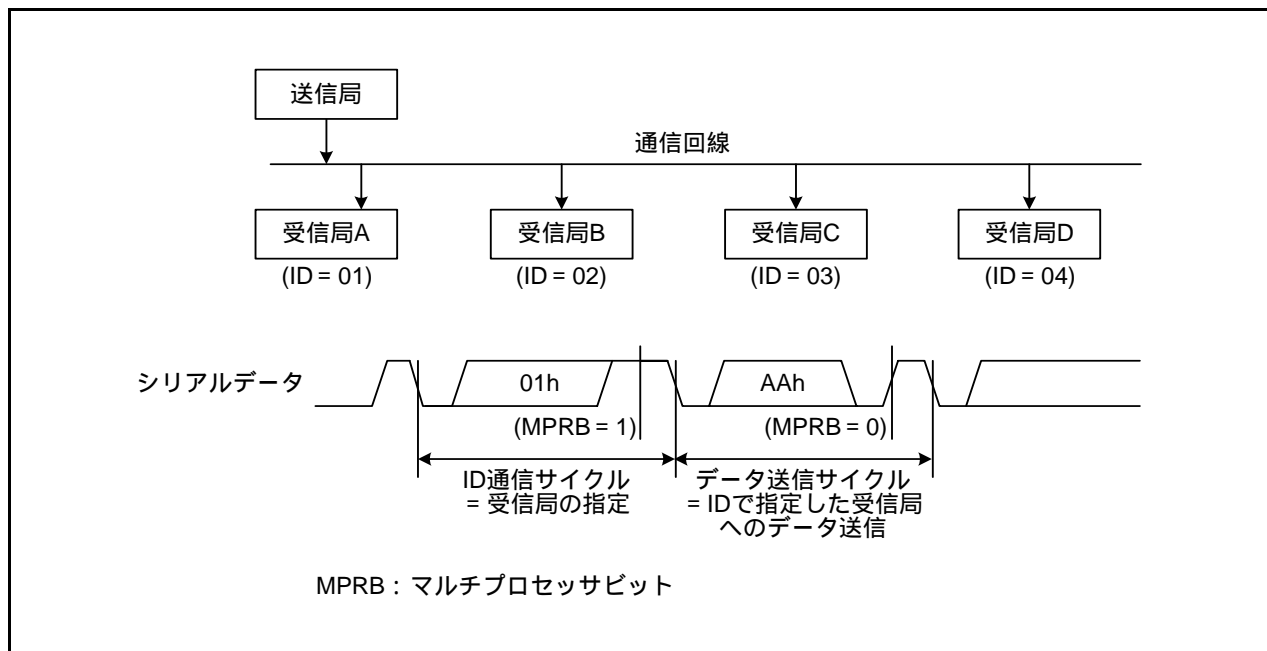 送信局
通信回線
受信局A 受信局B 受信局C 受信局D
(ID = 01) (ID = 02) (ID = 03) (ID = 04)
シリアルデータ 01h AAh
(MPRB = 1) (MPRB = 0)
ID通信サイクル
= 受信局の指定
データ送信サイクル
= IDで指定した受信局
へのデータ送信
MPRB : マルチプロセッサビット